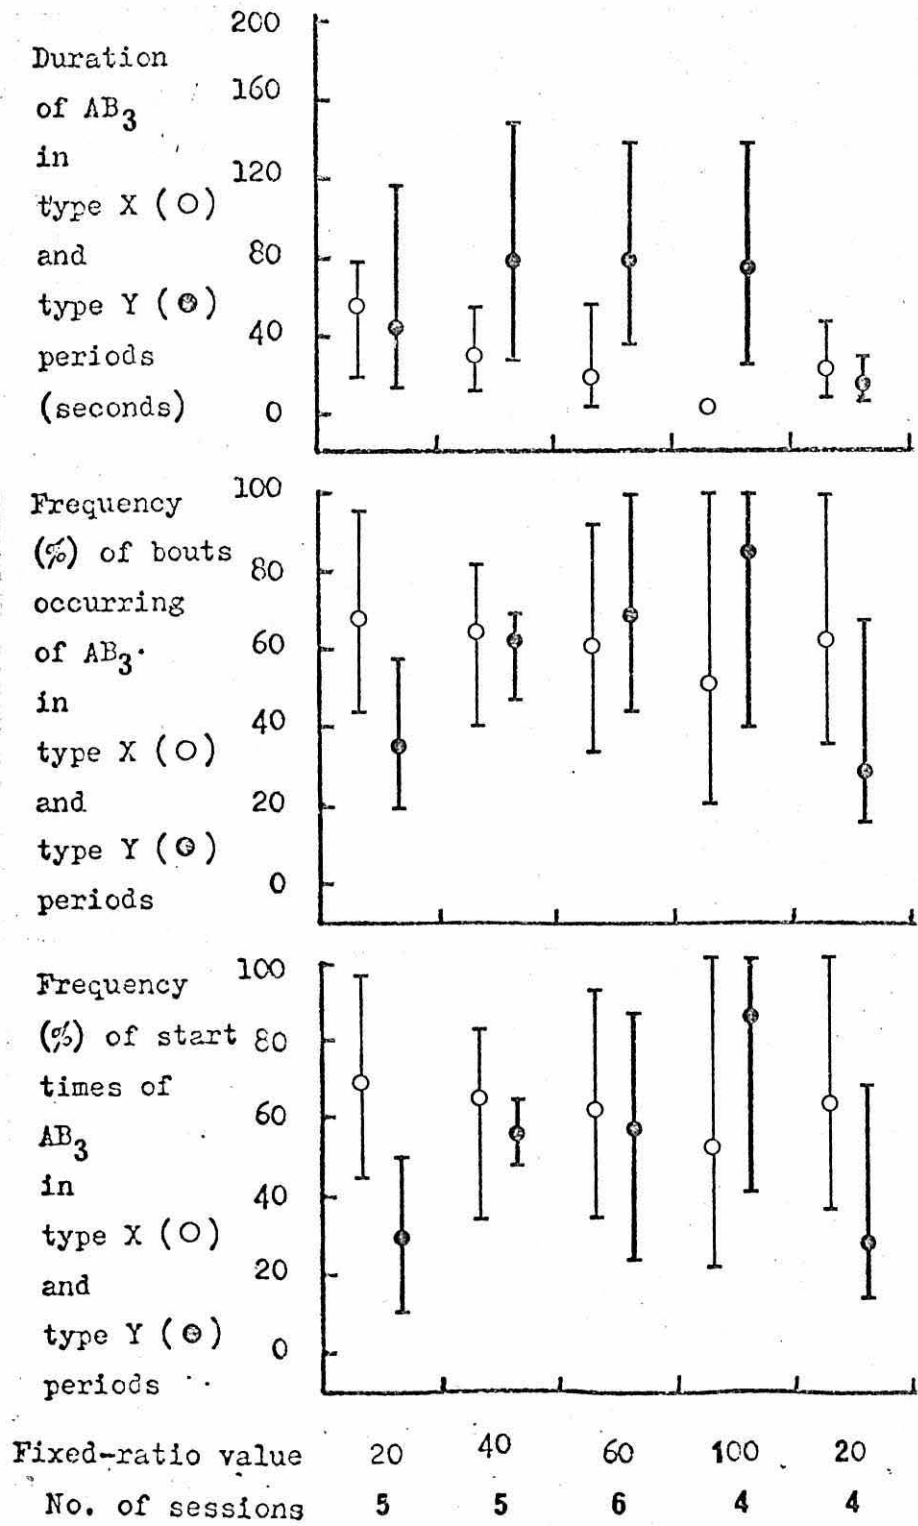 200
Duration
of AB3
160
in
120
type X (○)
and
80
type Y (●)
40
periods
(seconds)
0
100
Frequency
(%) of bouts
80
occurring
60
of AB3.
in
40
type X (○)
and
20
type Y (●)
0
periods
100
Frequency
(%) of start
80
times of
60
AB3
in
40
type X (○)
20
and
type Y (●)
0
periods
Fixed-ratio value 20 40 60 100 20
No. of sessions 5 5 6 4 4